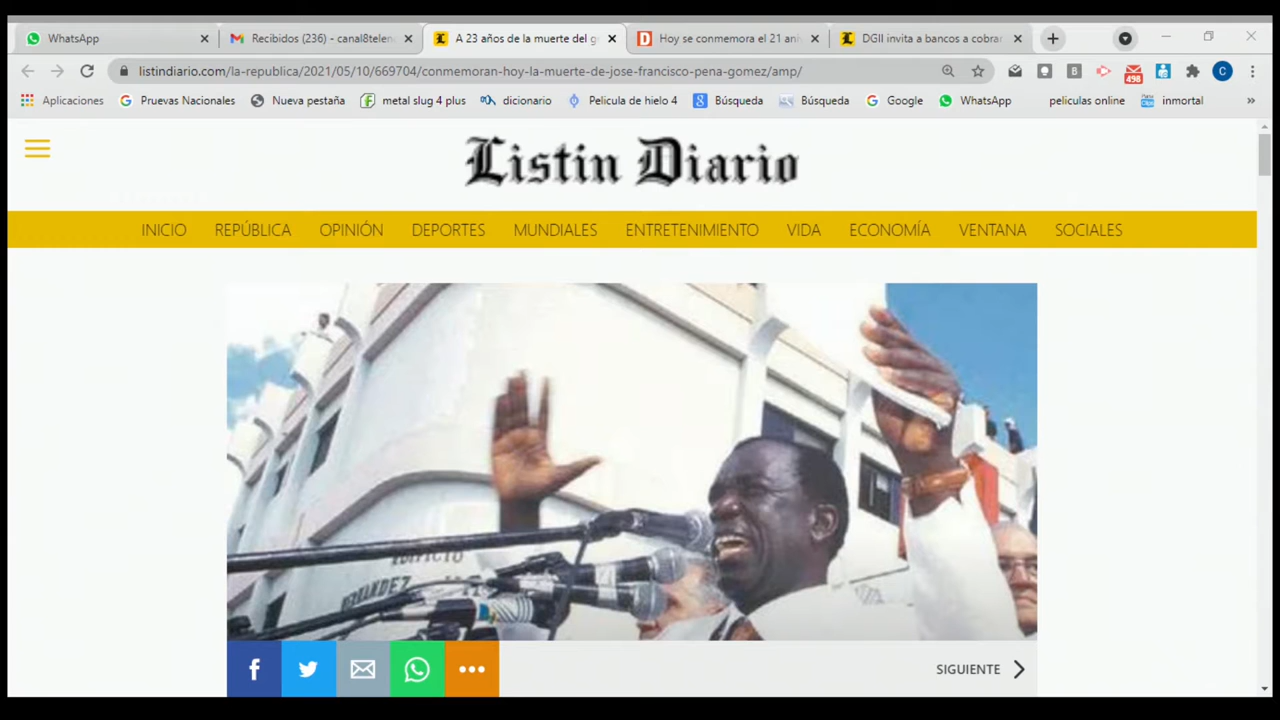 WhatsApp
Recibidos (236) - canal8telen
A 23 años de la muerte del g
Hoy se conmemora el 21 ani
DGII invita a bancos a cobrar
listindiario.com/la-republica/2021/05/10/669704/conmemoran-hoy-la-muerte-de-jose-francisco-pena-gomez/amp/
498
C
Aplicaciones
Pruevas Nacionales
Nueva pestaña
metal slug 4 plus
dicionario
Pelicula de hielo 4
Búsqueda
Búsqueda
Google
WhatsApp
peliculas online
inmortal
Listin Diario
INICIO
REPÚBLICA
OPINIÓN
DEPORTES
MUNDIALES
ENTRETENIMIENTO
VIDA
ECONOMÍA
VENTANA
SOCIALES
EDIFICIO
SIGUIENTE